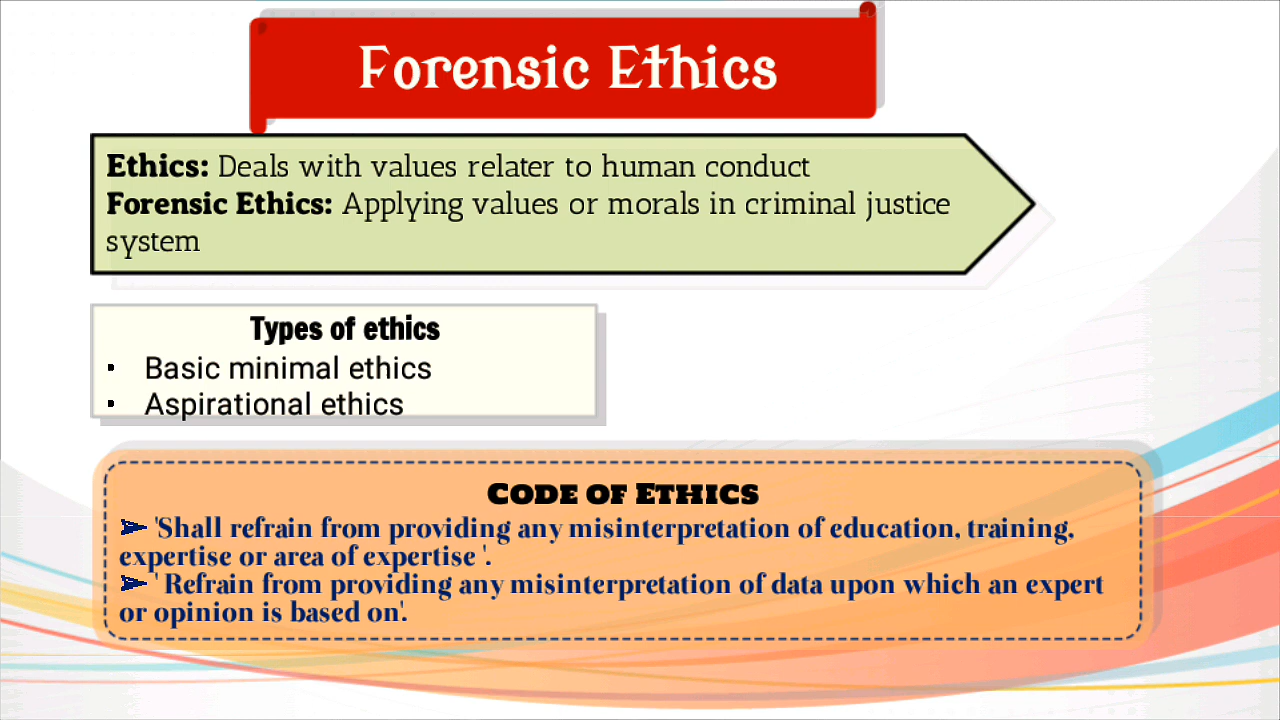 Forensic Ethics
Ethics: Deals with values relater to human conduct
Forensic Ethics: Applying values or morals in criminal justice
system
Types of ethics
• Basic minimal ethics
• Aspirational ethics
Code of Ethics
➢ 'Shall refrain from providing any misinterpretation of education, training,
expertise or area of expertise '.
➢ ' Refrain from providing any misinterpretation of data upon which an expert
or opinion is based on'.